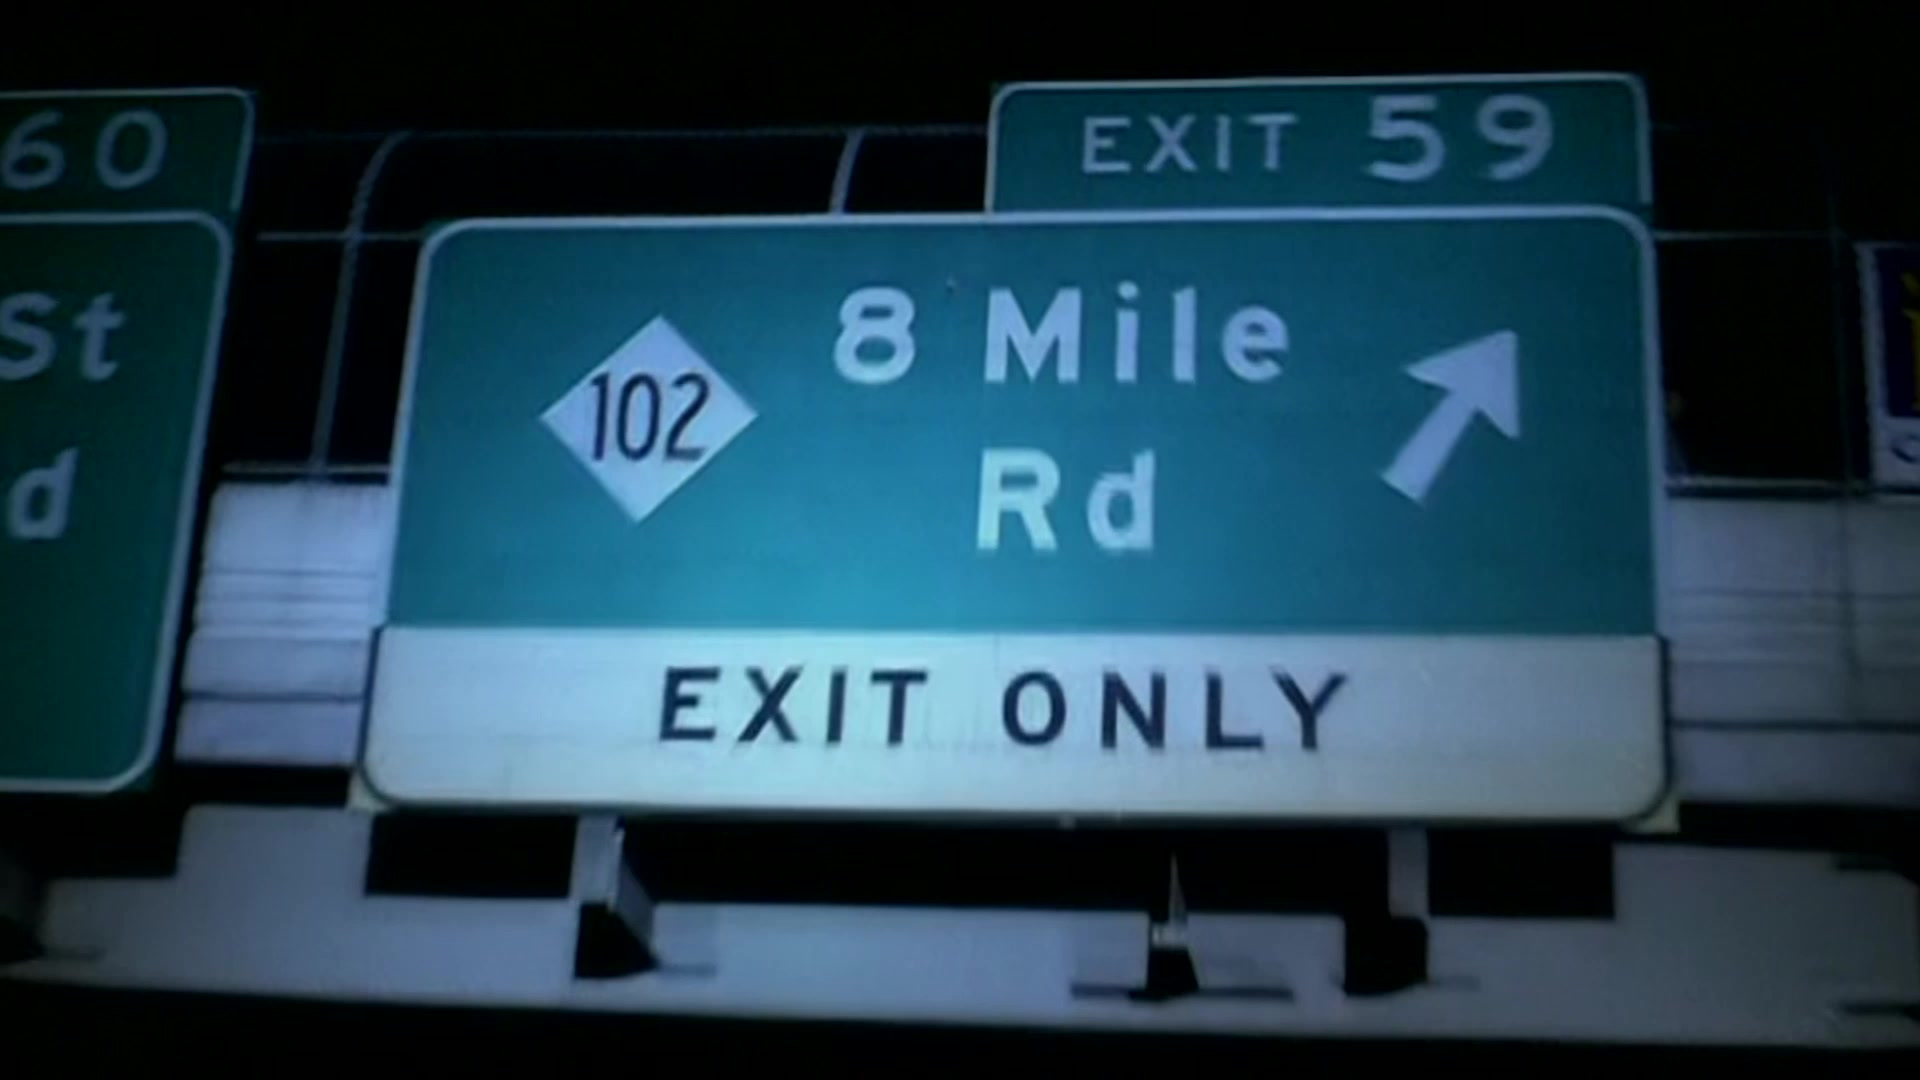 60
St
d
EXIT 59
102
8 Mile
Rd
EXIT ONLY